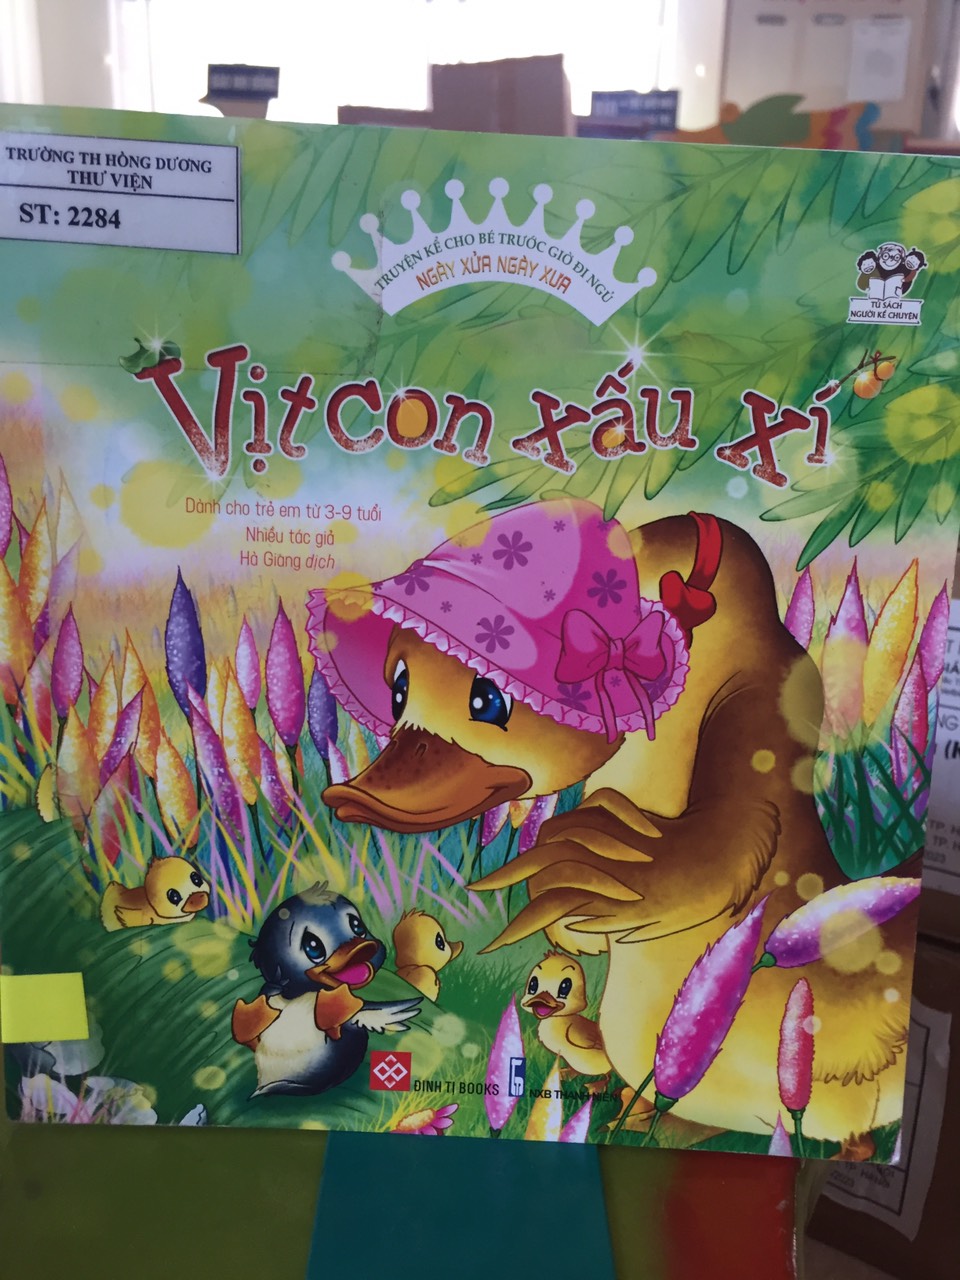 TRƯỜNG TH HỒNG DƯƠNG
THƯ VIỆN
ST: 2284
TRUYỆN KỂ CHO BÉ TRƯỚC GIỜ ĐI NGỦ
NGÀY XỬA NGÀY XƯA
TỦ SÁCH
NGƯỜI KỂ CHUYỆN
Vịt con xấu xí
Dành cho trẻ em từ 3-9 tuổi
Nhiều tác giả
Hà Giang dịch
ĐINH TỊ BOOKS
NXB THANH NIÊN